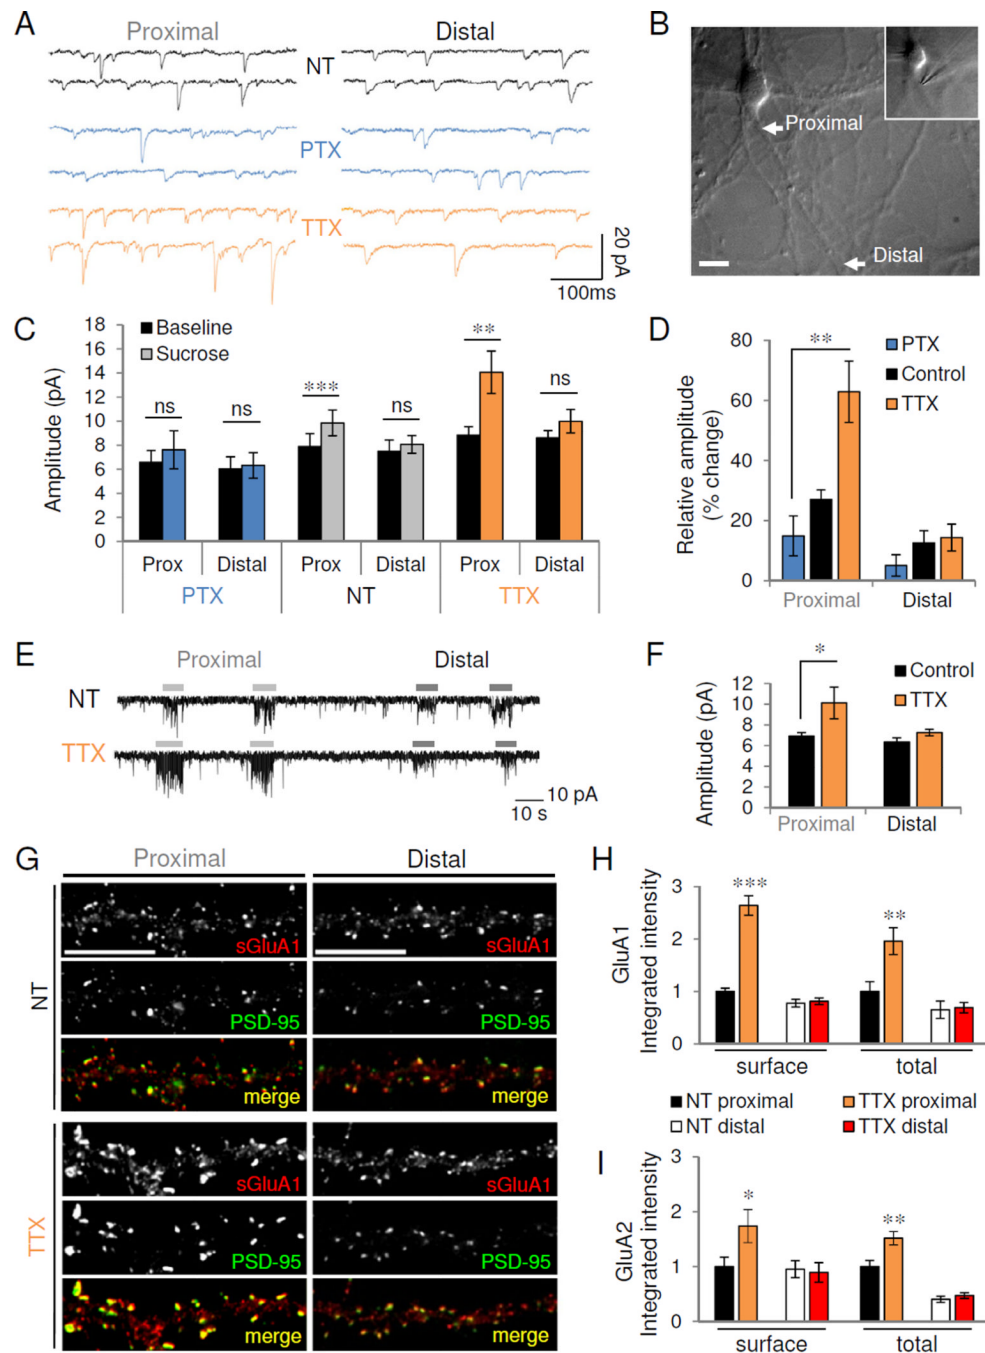 A
Proximal
Distal
NT
PTX
TTX
20 pA
100ms
B
Proximal
Distal
C
18
16
14
12
10
8
6
4
2
0
Amplitude (pA)
Baseline
Sucrose
ns
ns
***
ns
**
ns
Prox
Distal
Prox
Distal
Prox
Distal
PTX
NT
TTX
D
80
60
40
20
0
Relative amplitude
(% change)
**
PTX
Control
TTX
Proximal
Distal
E
Proximal
Distal
NT
TTX
10 pA
10 s
F
12
10
8
6
4
2
0
Amplitude (pA)
*
Control
TTX
Proximal
Distal
G
Proximal
Distal
NT
sGluA1
sGluA1
PSD-95
PSD-95
merge
merge
TTX
sGluA1
sGluA1
PSD-95
PSD-95
merge
merge
H
GluA1
Integrated intensity
3
2
1
0
***
**
surface
total
NT proximal
TTX proximal
NT distal
TTX distal
I
GluA2
Integrated intensity
3
2
1
0
*
**
surface
total